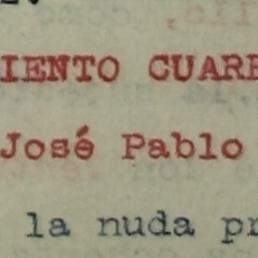 IENTO CUARE
José Pablo
la nuda pr